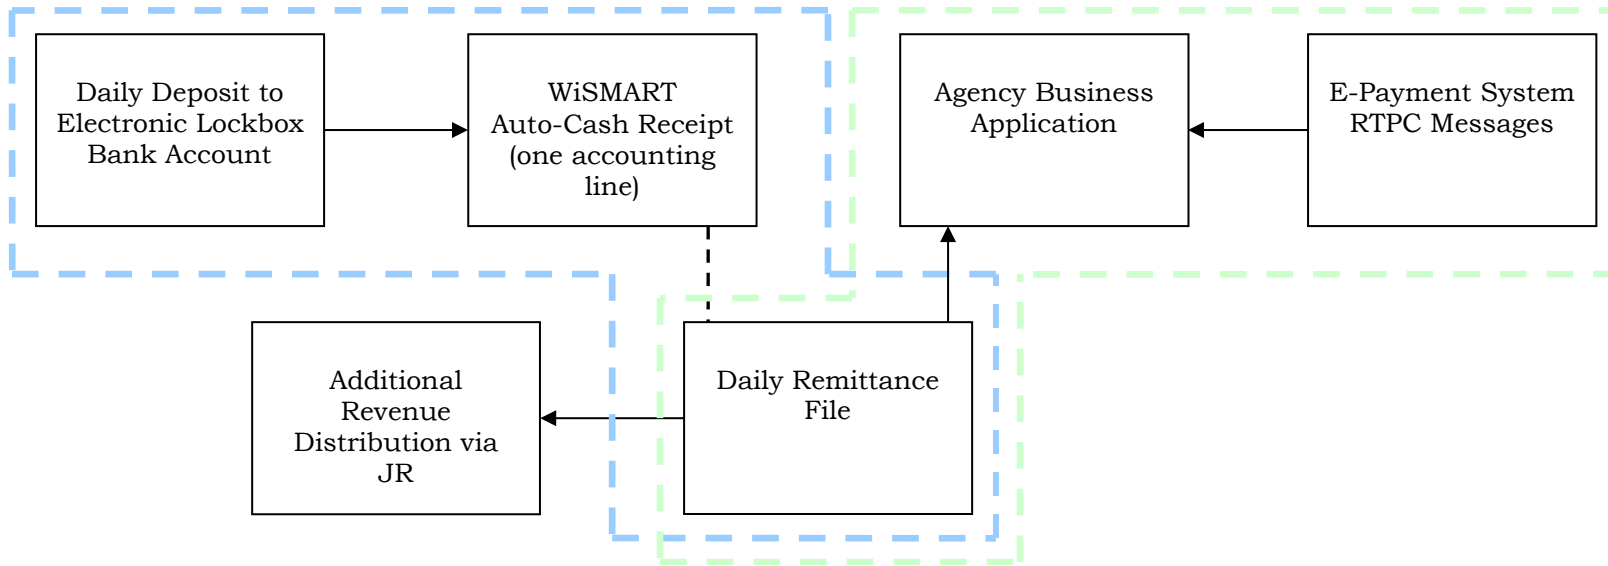 Daily Deposit to
Electronic Lockbox
Bank Account
WiSMART
Auto-Cash Receipt
(one accounting
line)
Agency Business
Application
E-Payment System
RTPC Messages
Additional
Revenue
Distribution via
JR
Daily Remittance
File